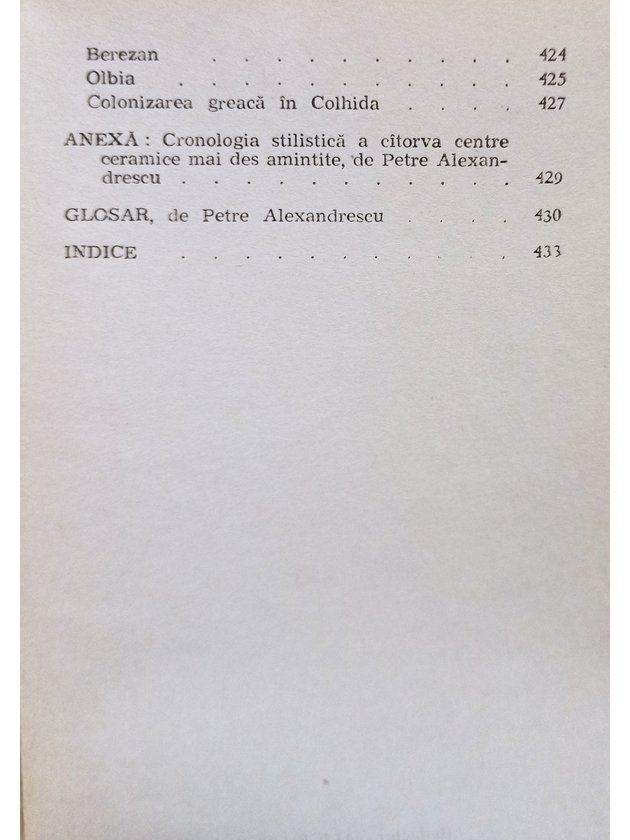 Berezan . . . . . . . . . . 424
Olbia . . . . . . . . . . . 425
Colonizarea greacă în Colhida . . . . 427
ANEXĂ : Cronologia stilistică a cîtorva centre
ceramice mai des amintite, de Petre Alexan-
drescu . . . . . . . . . . . 429
GLOSAR, de Petre Alexandrescu . . . . 430
INDICE . . . . . . . . . . . 433